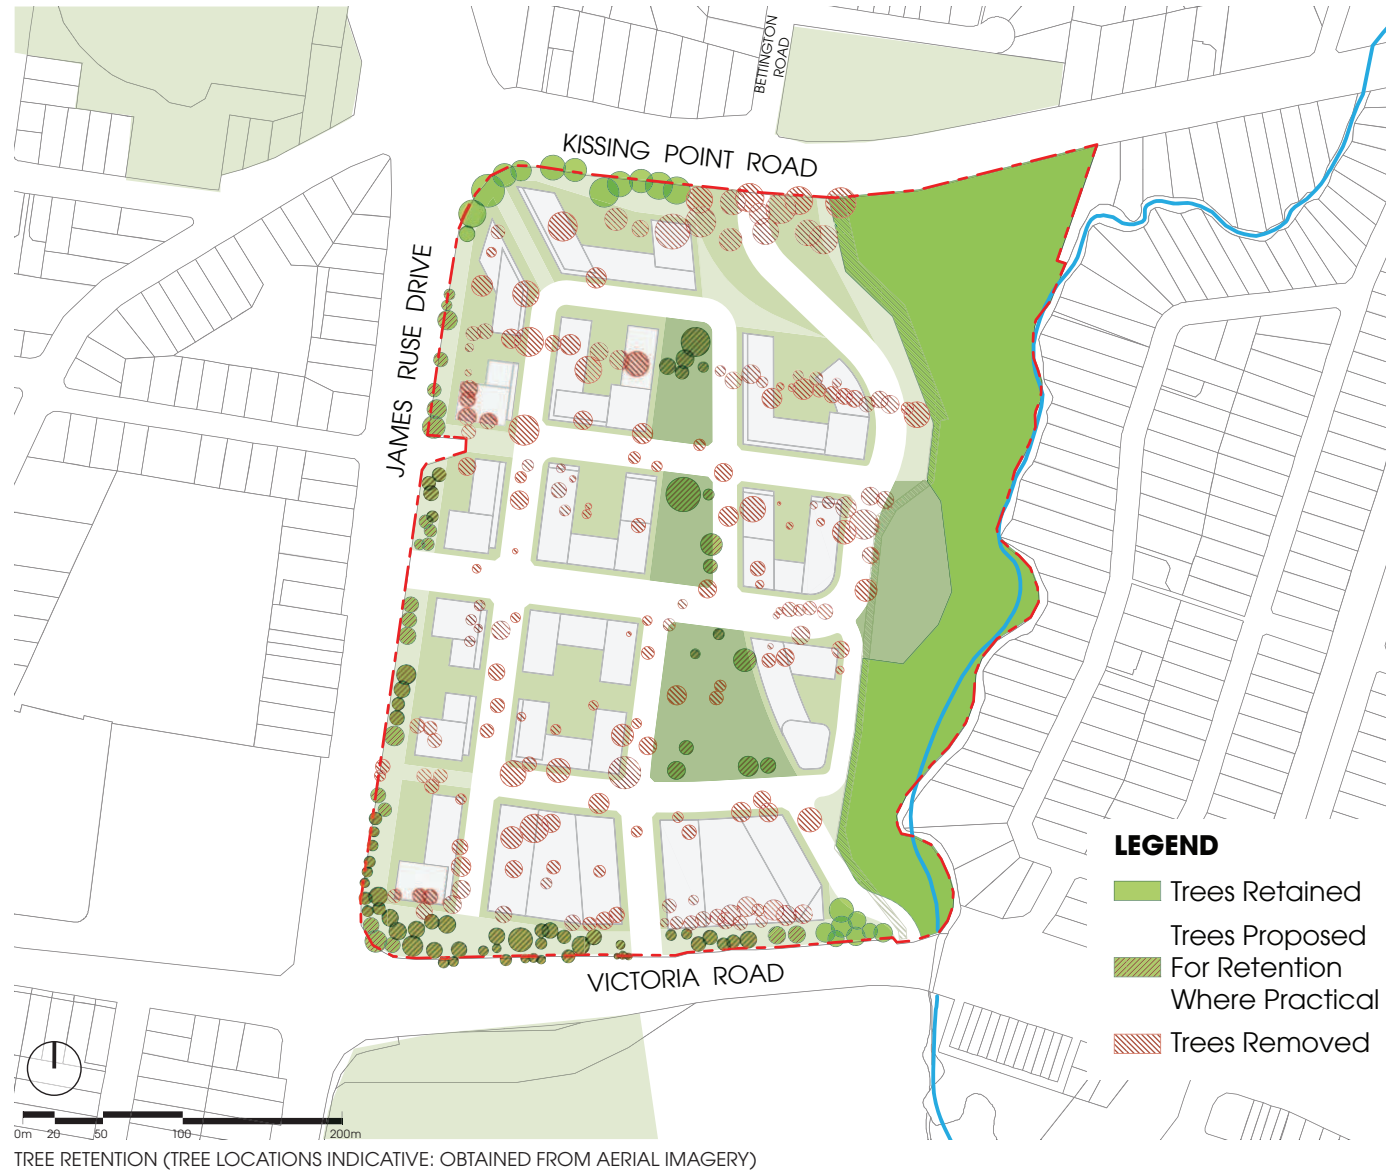 BETTINGTON
ROAD
KISSING POINT ROAD
JAMES RUSE DRIVE
VICTORIA ROAD
LEGEND
Trees Retained
Trees Proposed
For Retention
Where Practical
Trees Removed
0m 20 50 100 200m
TREE RETENTION (TREE LOCATIONS INDICATIVE: OBTAINED FROM AERIAL IMAGERY)